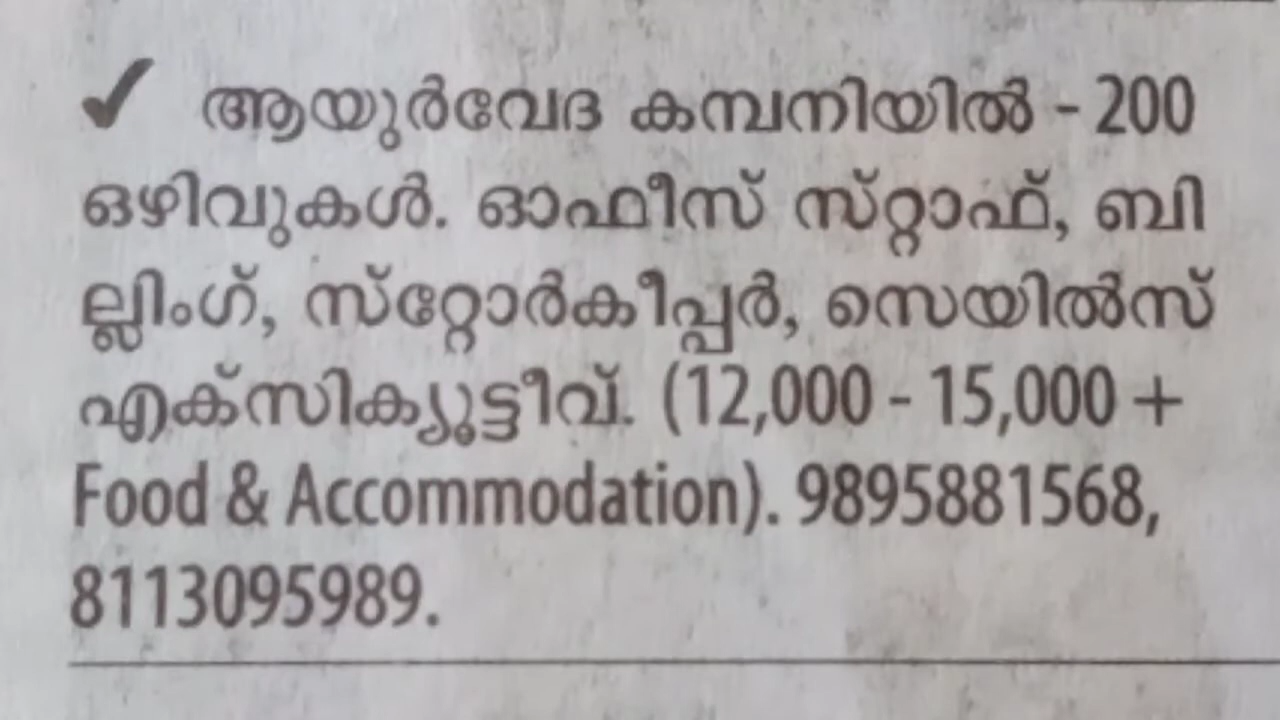 ✔ ആയുർവേദ കമ്പനിയിൽ - 200
ഒഴിവുകൾ. ഓഫീസ് സ്റ്റാഫ്, ബി
ല്ലിംഗ്, സ്റ്റോർകീപ്പർ, സെയിൽസ്
എക്സിക്യൂട്ടീവ്. (12,000 - 15,000 +
Food & Accommodation). 9895881568,
8113095989.